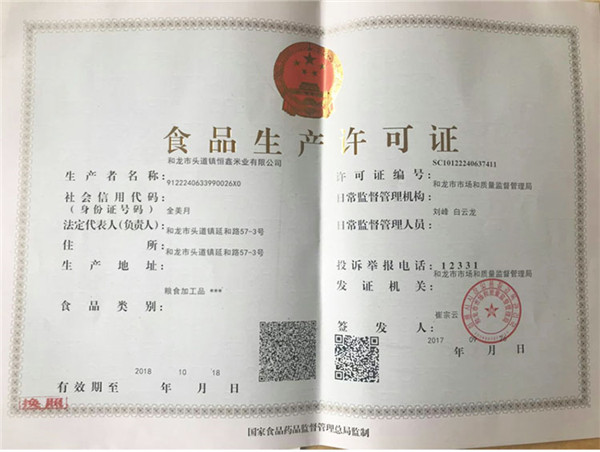 食品生产许可证
和龙市头道镇恒鑫米业有限公司
生产者名称:
9122240633990026X0
社会信用代码:
(身份证号码)
全美月
法定代表人(负责人):
和龙市头道镇延和路57-3号
住所:
和龙市头道镇延和路57-3号
生产地址:
粮食加工品 ***
食品类别:
2018 10 18
有效期至 年 月 日
换照
SC10122240637411
许可证编号:
和龙市市场和质量监督管理局
日常监督管理机构:
刘峰 白云龙
日常监督管理人员:
投诉举报电话: 12331
和龙市市场和质量监督管理局
发证机关:
崔宗云
签发人:
2017 09
年 月 日
国家食品药品监督管理总局监制